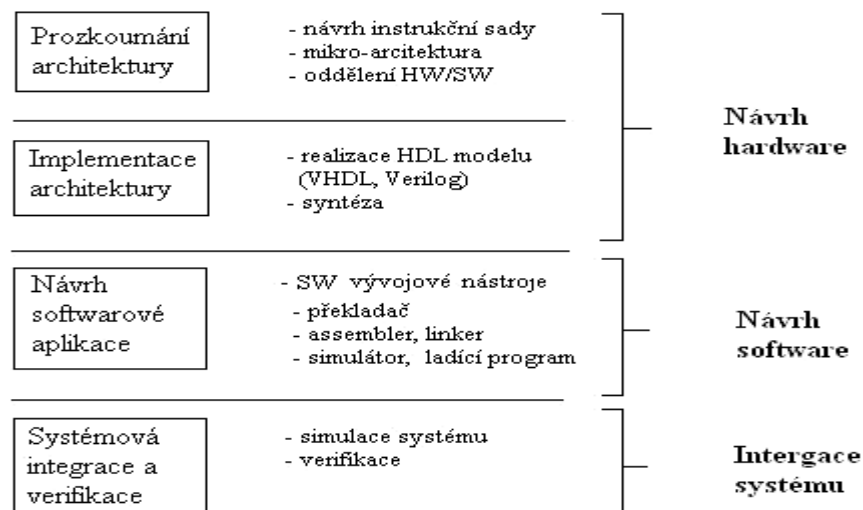 Prozkoumání
architektury
- návrh instrukční sady
- mikro-arcitektura
- oddělení HW/SW
Návrh
hardware
Implementace
architektury
- realizace HDL modelu
(VHDL, Verilog)
- syntéza
Návrh
softwarové
aplikace
- SW vývojové nástroje
- překladač
- assembler, linker
- simulátor, ladící program
Návrh
software
Systémová
integrace a
verifikace
- simulace systému
- verifikace
Intergace
systému